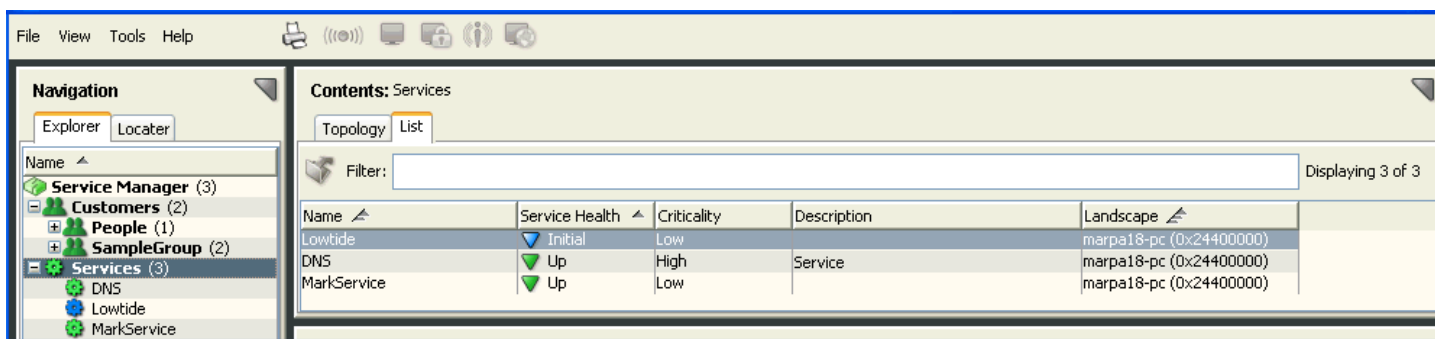 File View Tools Help
Navigation
Explorer Locater
Name
Service Manager (3)
Customers (2)
People (1)
SampleGroup (2)
Services (3)
DNS
Lowtide
MarkService
Contents: Services
Topology List
Filter: Displaying 3 of 3
Name Service Health Criticality Description Landscape
Lowtide Initial Low marpa18-pc (0x24400000)
DNS Up High Service marpa18-pc (0x24400000)
MarkService Up Low marpa18-pc (0x24400000)